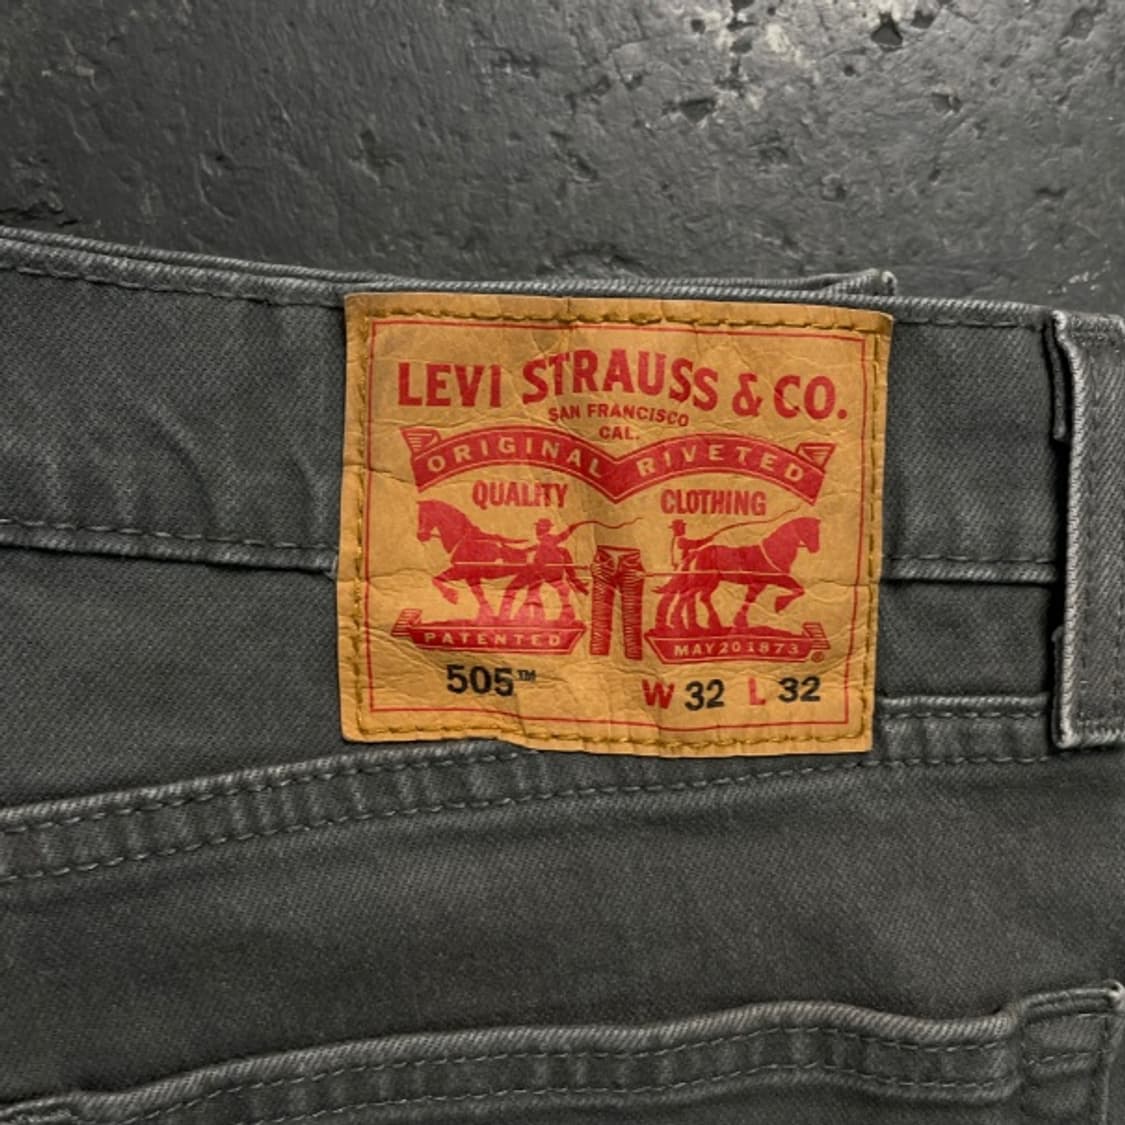 LEVI STRAUSS & CO.
SAN FRANCISCO
CAL.
ORIGINAL RIVETED
QUALITY CLOTHING
PATENTED MAY 20 1873 ®
505™ W 32 L 32